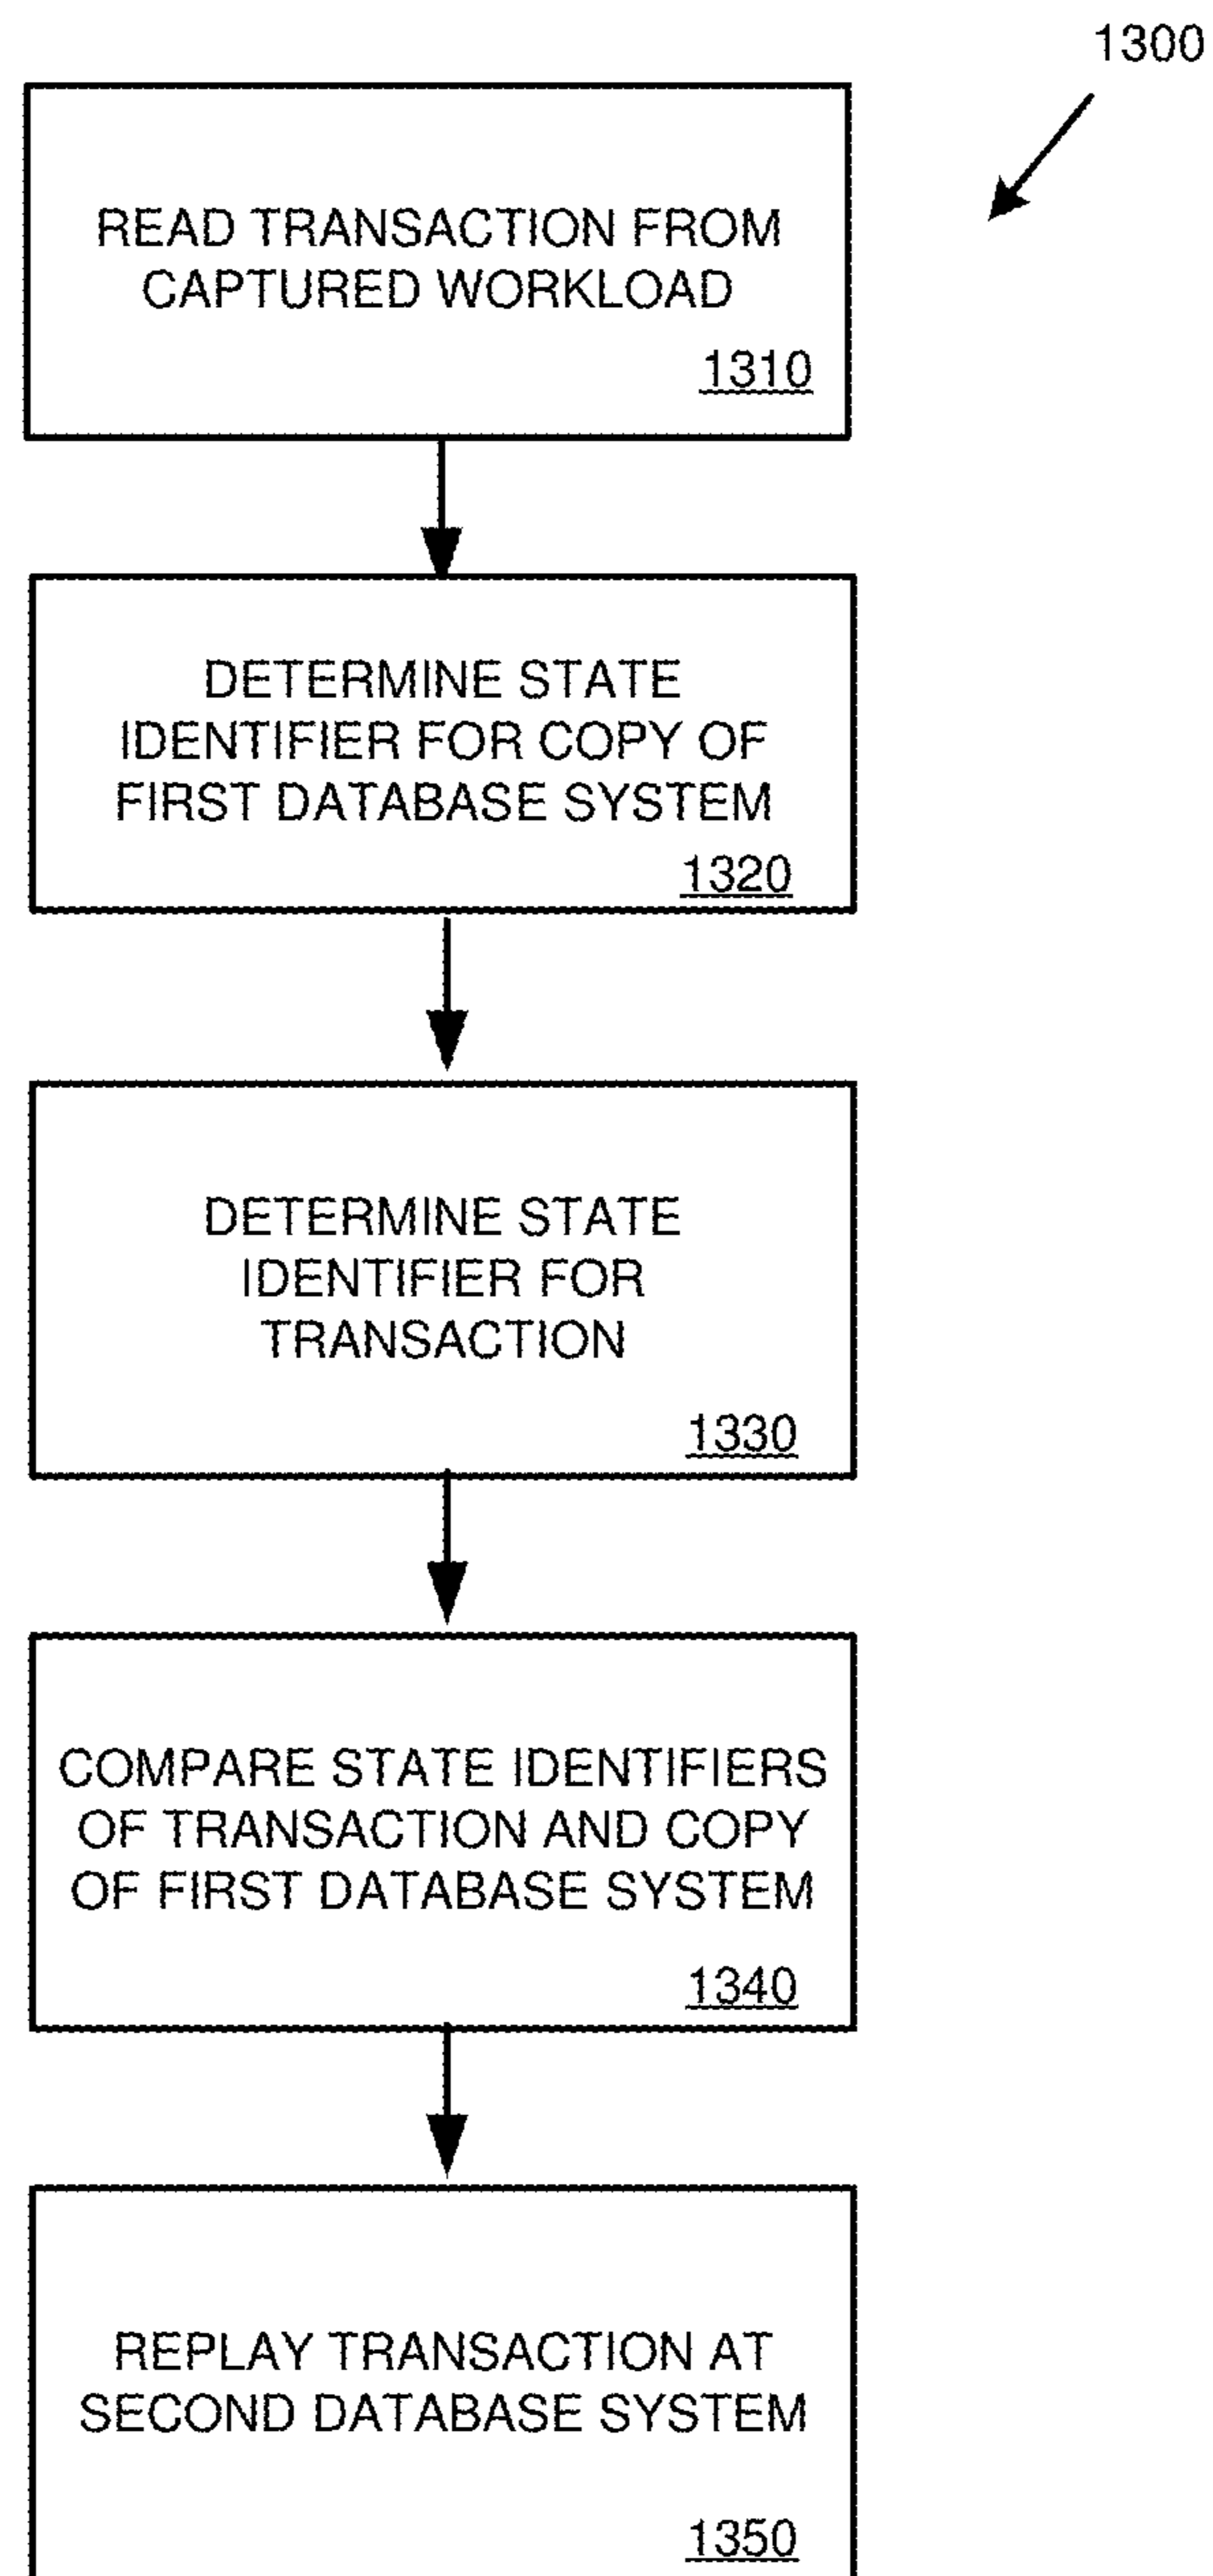 1300
READ TRANSACTION FROM
CAPTURED WORKLOAD
1310
DETERMINE STATE
IDENTIFIER FOR COPY OF
FIRST DATABASE SYSTEM
1320
DETERMINE STATE
IDENTIFIER FOR
TRANSACTION
1330
COMPARE STATE IDENTIFIERS
OF TRANSACTION AND COPY
OF FIRST DATABASE SYSTEM
1340
REPLAY TRANSACTION AT
SECOND DATABASE SYSTEM
1350